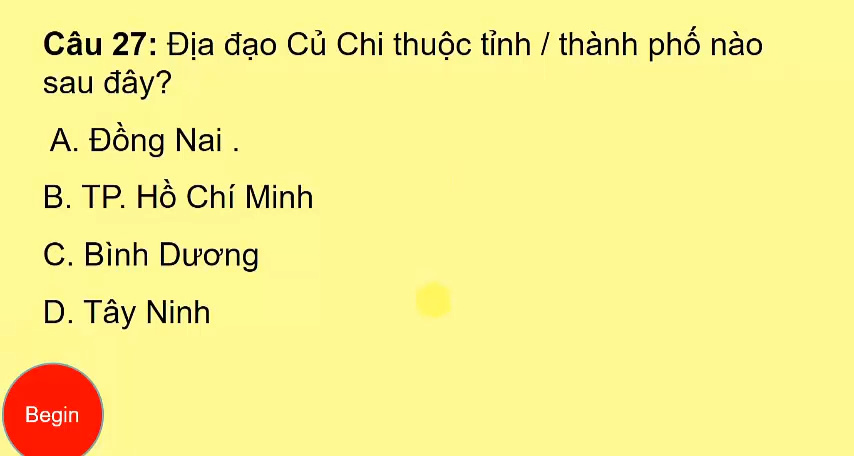 Câu 27: Địa đạo Củ Chi thuộc tỉnh / thành phố nào
sau đây?
A. Đồng Nai .
B. TP. Hồ Chí Minh
C. Bình Dương
D. Tây Ninh
Begin